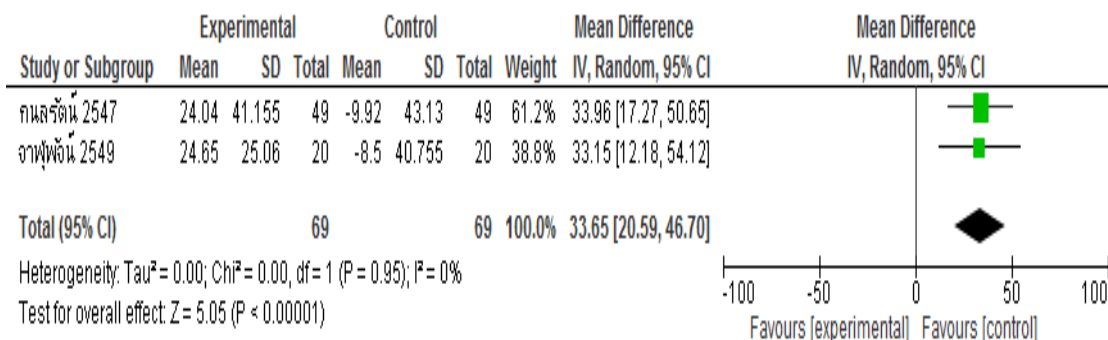 Experimental Control Mean Difference Mean Difference
Study or Subgroup Mean SD Total Mean SD Total Weight IV, Random, 95% CI IV, Random, 95% CI
กนลรัตน์ 2547 24.04 41.155 49 -9.92 43.13 49 61.2% 33.96 [17.27, 50.65]
จาฬุพัจน์ 2549 24.65 25.06 20 -8.5 40.755 20 38.8% 33.15 [12.18, 54.12]
Total (95% CI) 69 69 100.0% 33.65 [20.59, 46.70]
Heterogeneity: Tau² = 0.00; Chi² = 0.00, df = 1 (P = 0.95); I² = 0%
Test for overall effect: Z = 5.05 (P < 0.00001)
-100 -50 0 50 100
Favours [experimental] Favours [control]